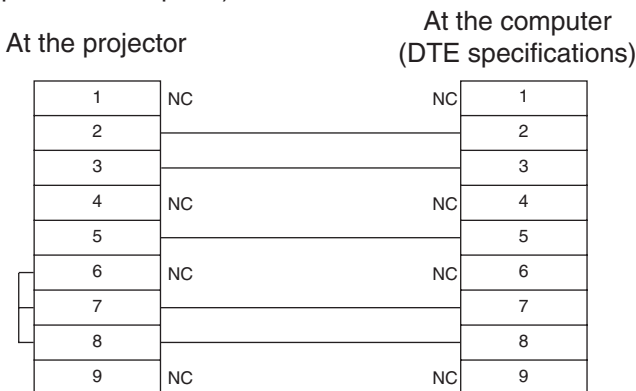 At the projector
At the computer
(DTE specifications)
1 NC NC 1
2 2
3 3
4 NC NC 4
5 5
6 NC NC 6
7 7
8 8
9 NC NC 9